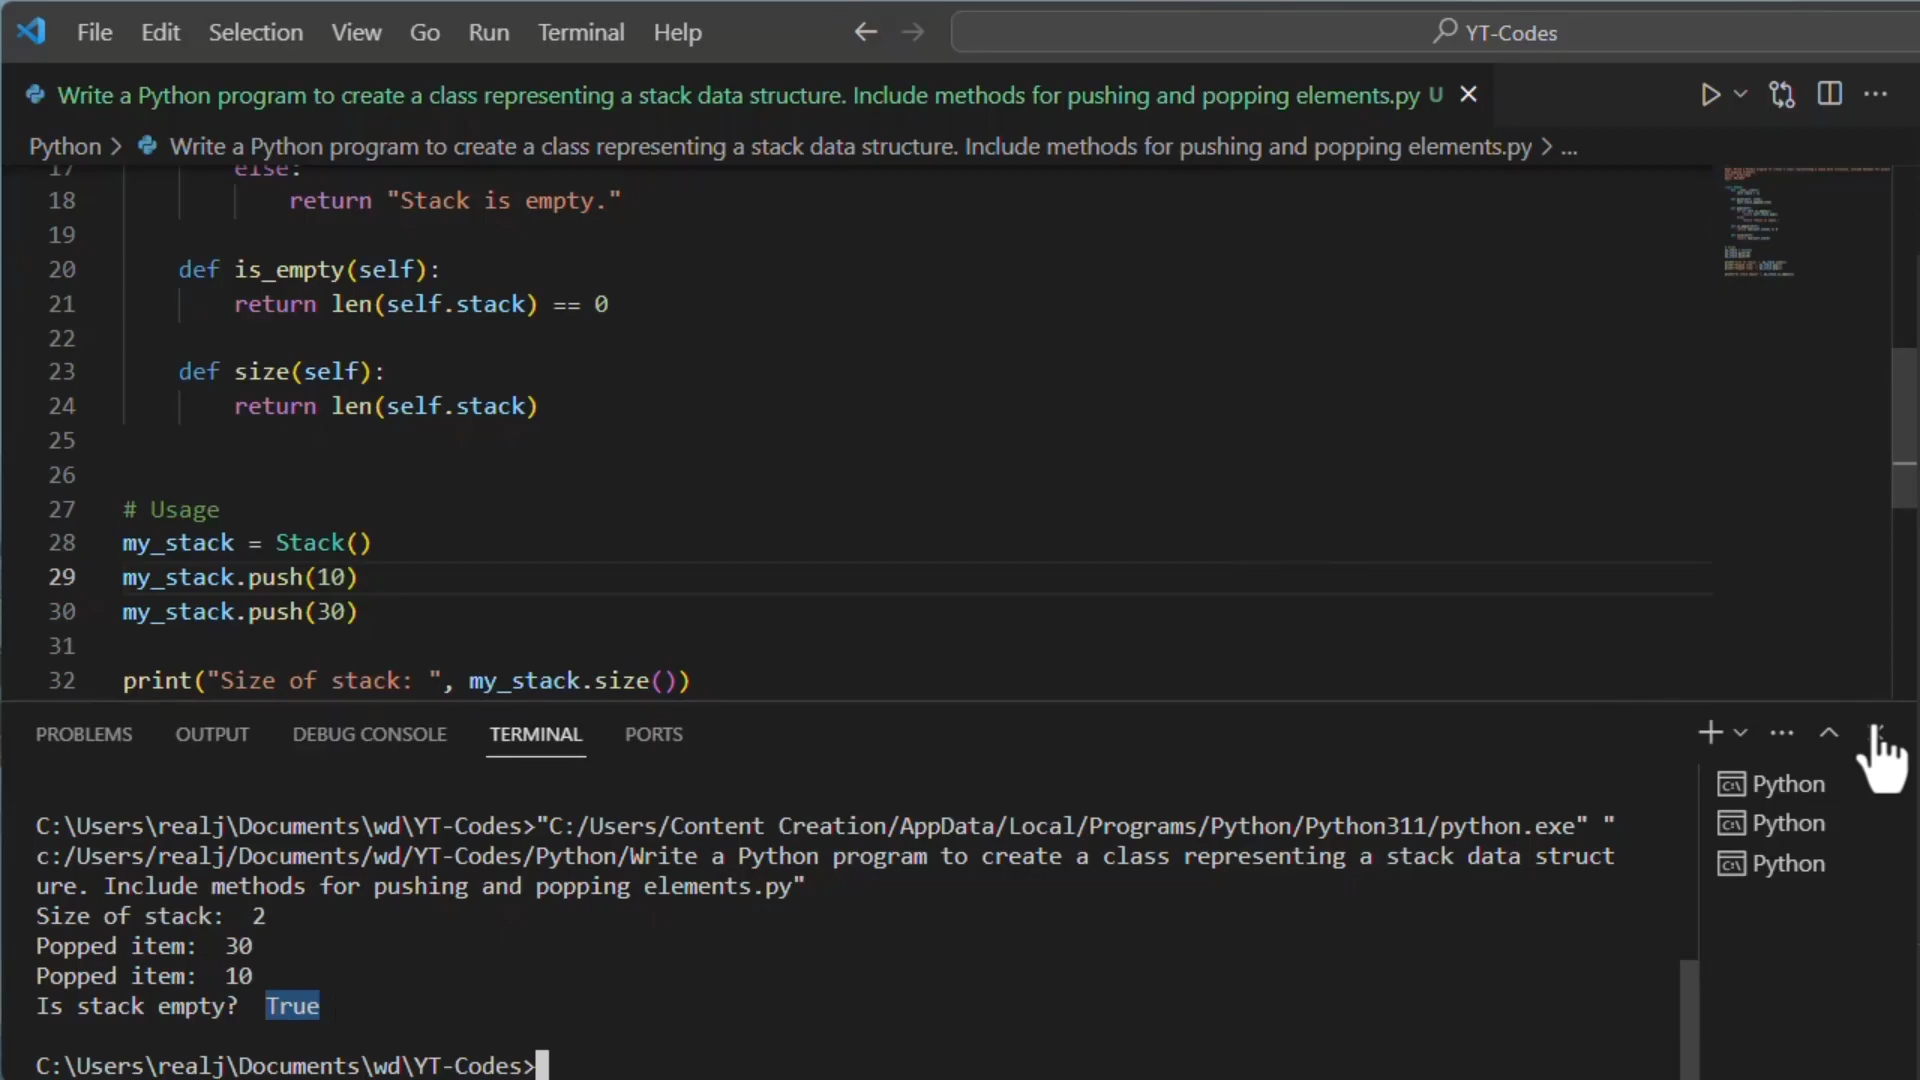 File Edit Selection View Go Run Terminal Help YT-Codes
Write a Python program to create a class representing a stack data structure. Include methods for pushing and popping elements.py U
Python > Write a Python program to create a class representing a stack data structure. Include methods for pushing and popping elements.py > ...
17 else:
18 return "Stack is empty."
19
20 def is_empty(self):
21 return len(self.stack) == 0
22
23 def size(self):
24 return len(self.stack)
25
26
27 # Usage
28 my_stack = Stack()
29 my_stack.push(10)
30 my_stack.push(30)
31
32 print("Size of stack: ", my_stack.size())
PROBLEMS OUTPUT DEBUG CONSOLE TERMINAL PORTS
Python
Python
Python
C:\Users\realj\Documents\wd\YT-Codes>"C:/Users/Content Creation/AppData/Local/Programs/Python/Python311/python.exe" "
c:/Users/realj/Documents/wd/YT-Codes/Python/Write a Python program to create a class representing a stack data struct
ure. Include methods for pushing and popping elements.py"
Size of stack:  2
Popped item:  30
Popped item:  10
Is stack empty?  True
C:\Users\realj\Documents\wd\YT-Codes>